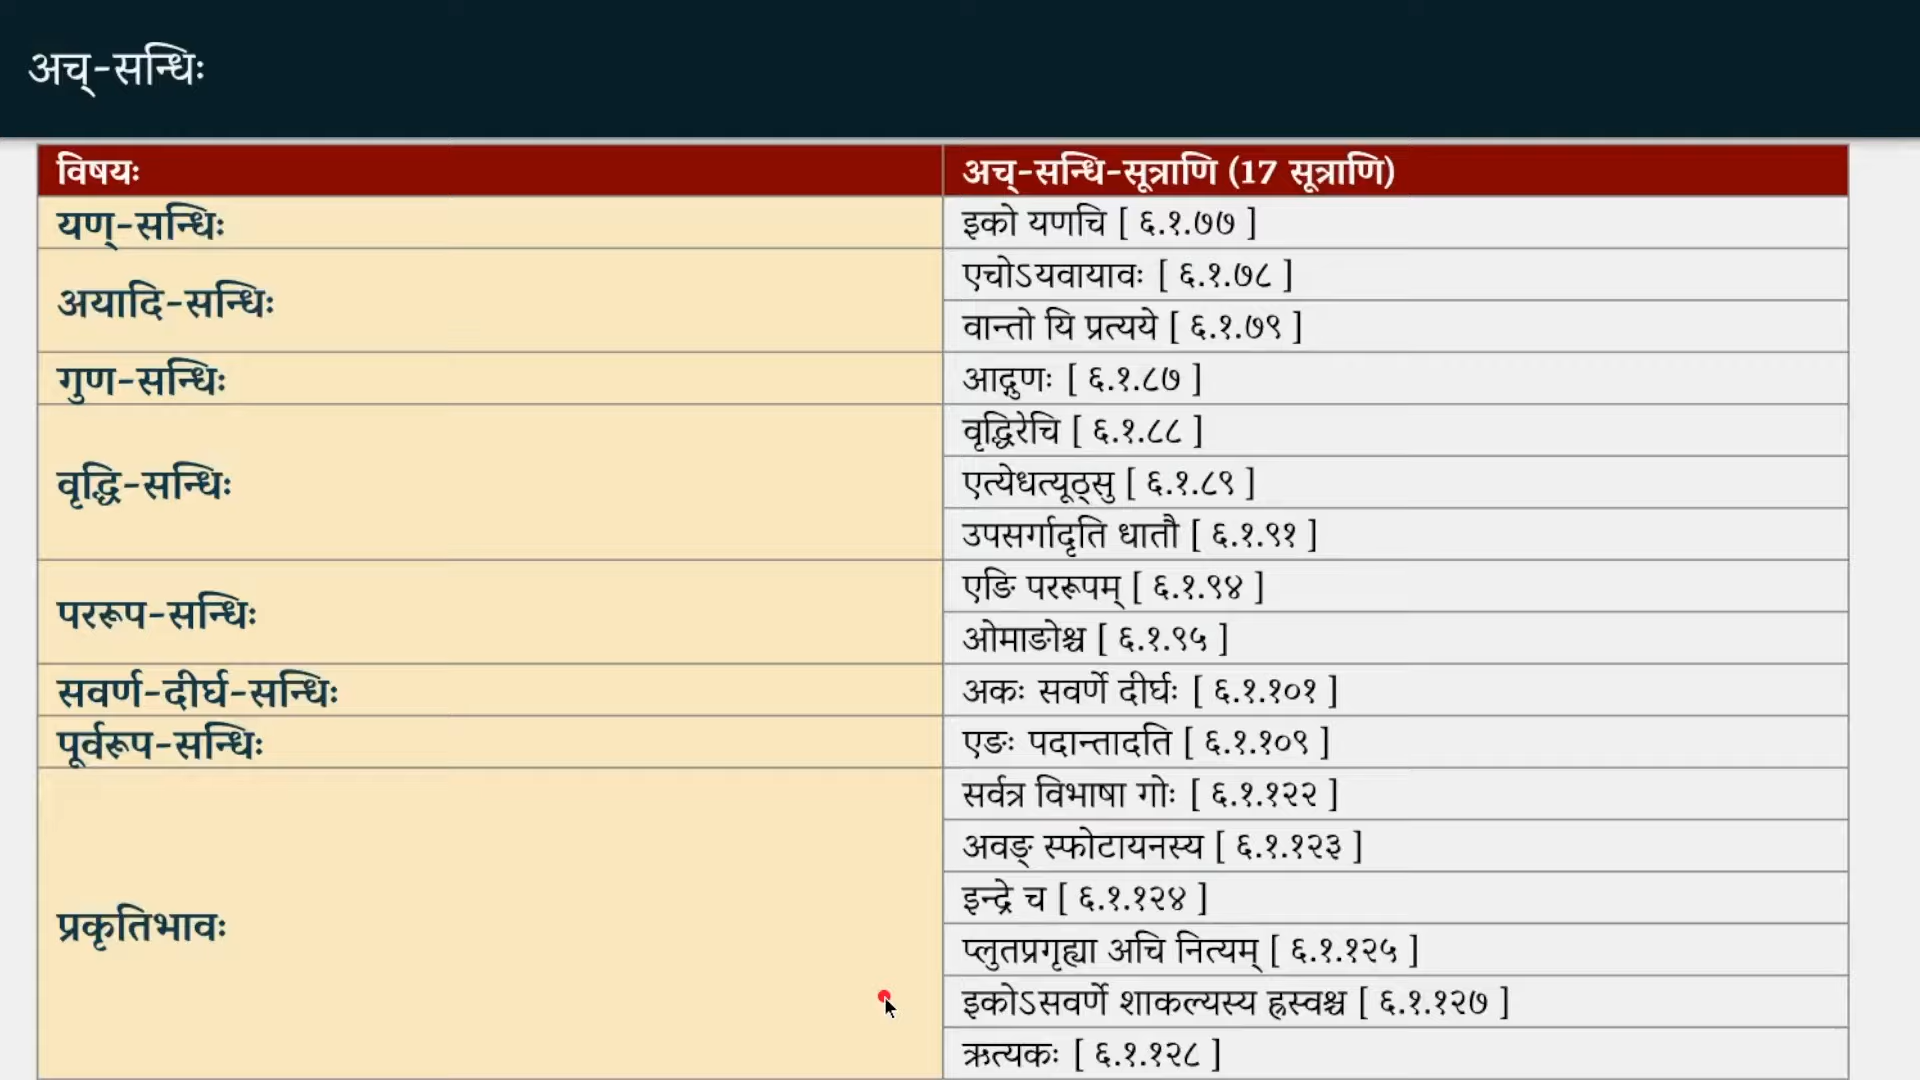 अच्-सन्धिः
विषयः अच्-सन्धि-सूत्राणि (17 सूत्राणि)
यण्-सन्धिः इको यणचि [ ६.१.७७ ]
अयादि-सन्धिः एचोऽयवायावः [ ६.१.७८ ]
वान्तो यि प्रत्यये [ ६.१.७९ ]
गुण-सन्धिः आद्गुणः [ ६.१.८७ ]
वृद्धि-सन्धिः वृद्धिरेचि [ ६.१.८८ ]
एत्येधत्यूठ्सु [ ६.१.८९ ]
उपसर्गादृति धातौ [ ६.१.९१ ]
पररूप-सन्धिः एङि पररूपम् [ ६.१.९४ ]
ओमाङोश्च [ ६.१.९५ ]
सवर्ण-दीर्घ-सन्धिः अकः सवर्णे दीर्घः [ ६.१.१०१ ]
पूर्वरूप-सन्धिः एङः पदान्तादति [ ६.१.१०९ ]
प्रकृतिभावः सर्वत्र विभाषा गोः [ ६.१.१२२ ]
अवङ् स्फोटायनस्य [ ६.१.१२३ ]
इन्द्रे च [ ६.१.१२४ ]
प्लुतप्रगृह्या अचि नित्यम् [ ६.१.१२५ ]
इकोऽसवर्णे शाकल्यस्य ह्रस्वश्च [ ६.१.१२७ ]
ऋत्यकः [ ६.१.१२८ ]